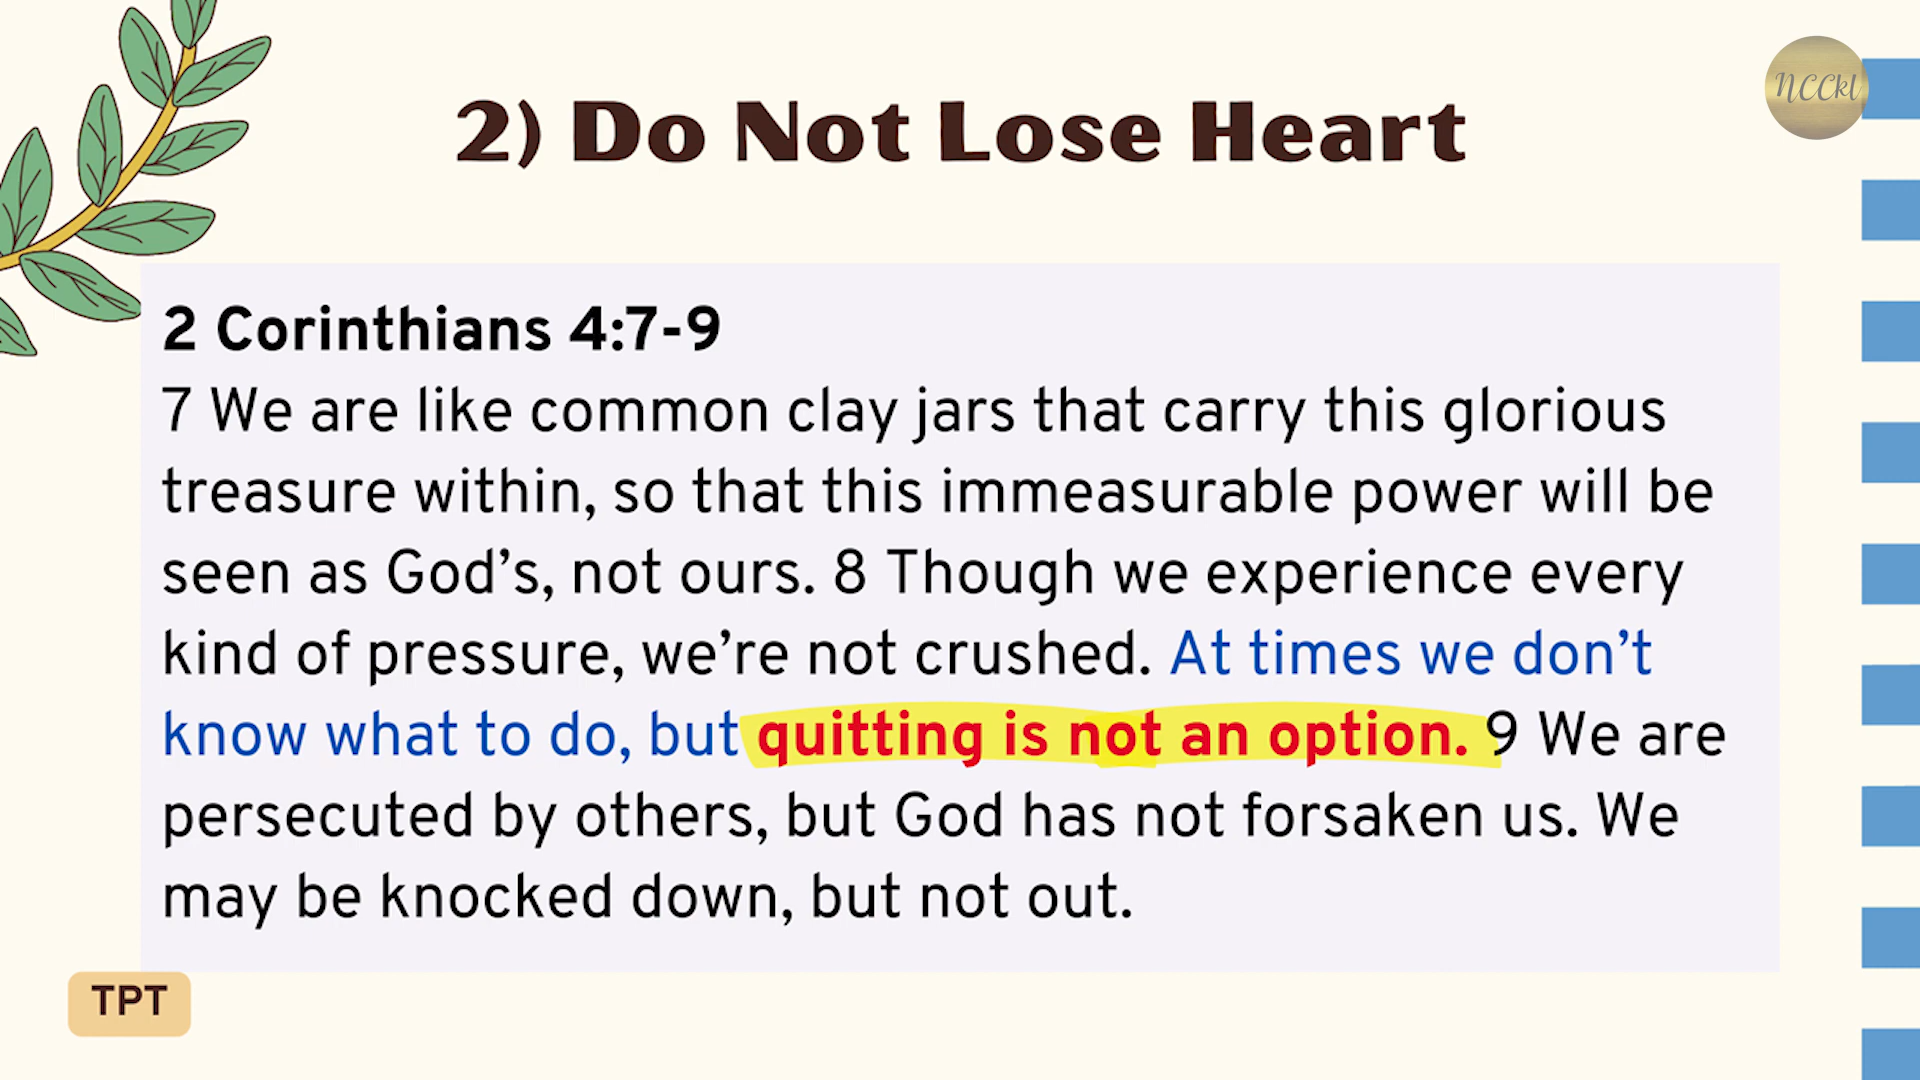 NCCkl
2) Do Not Lose Heart
2 Corinthians 4:7-9
7 We are like common clay jars that carry this glorious
treasure within, so that this immeasurable power will be
seen as God’s, not ours. 8 Though we experience every
kind of pressure, we’re not crushed. At times we don’t
know what to do, but quitting is not an option. 9 We are
persecuted by others, but God has not forsaken us. We
may be knocked down, but not out.
TPT